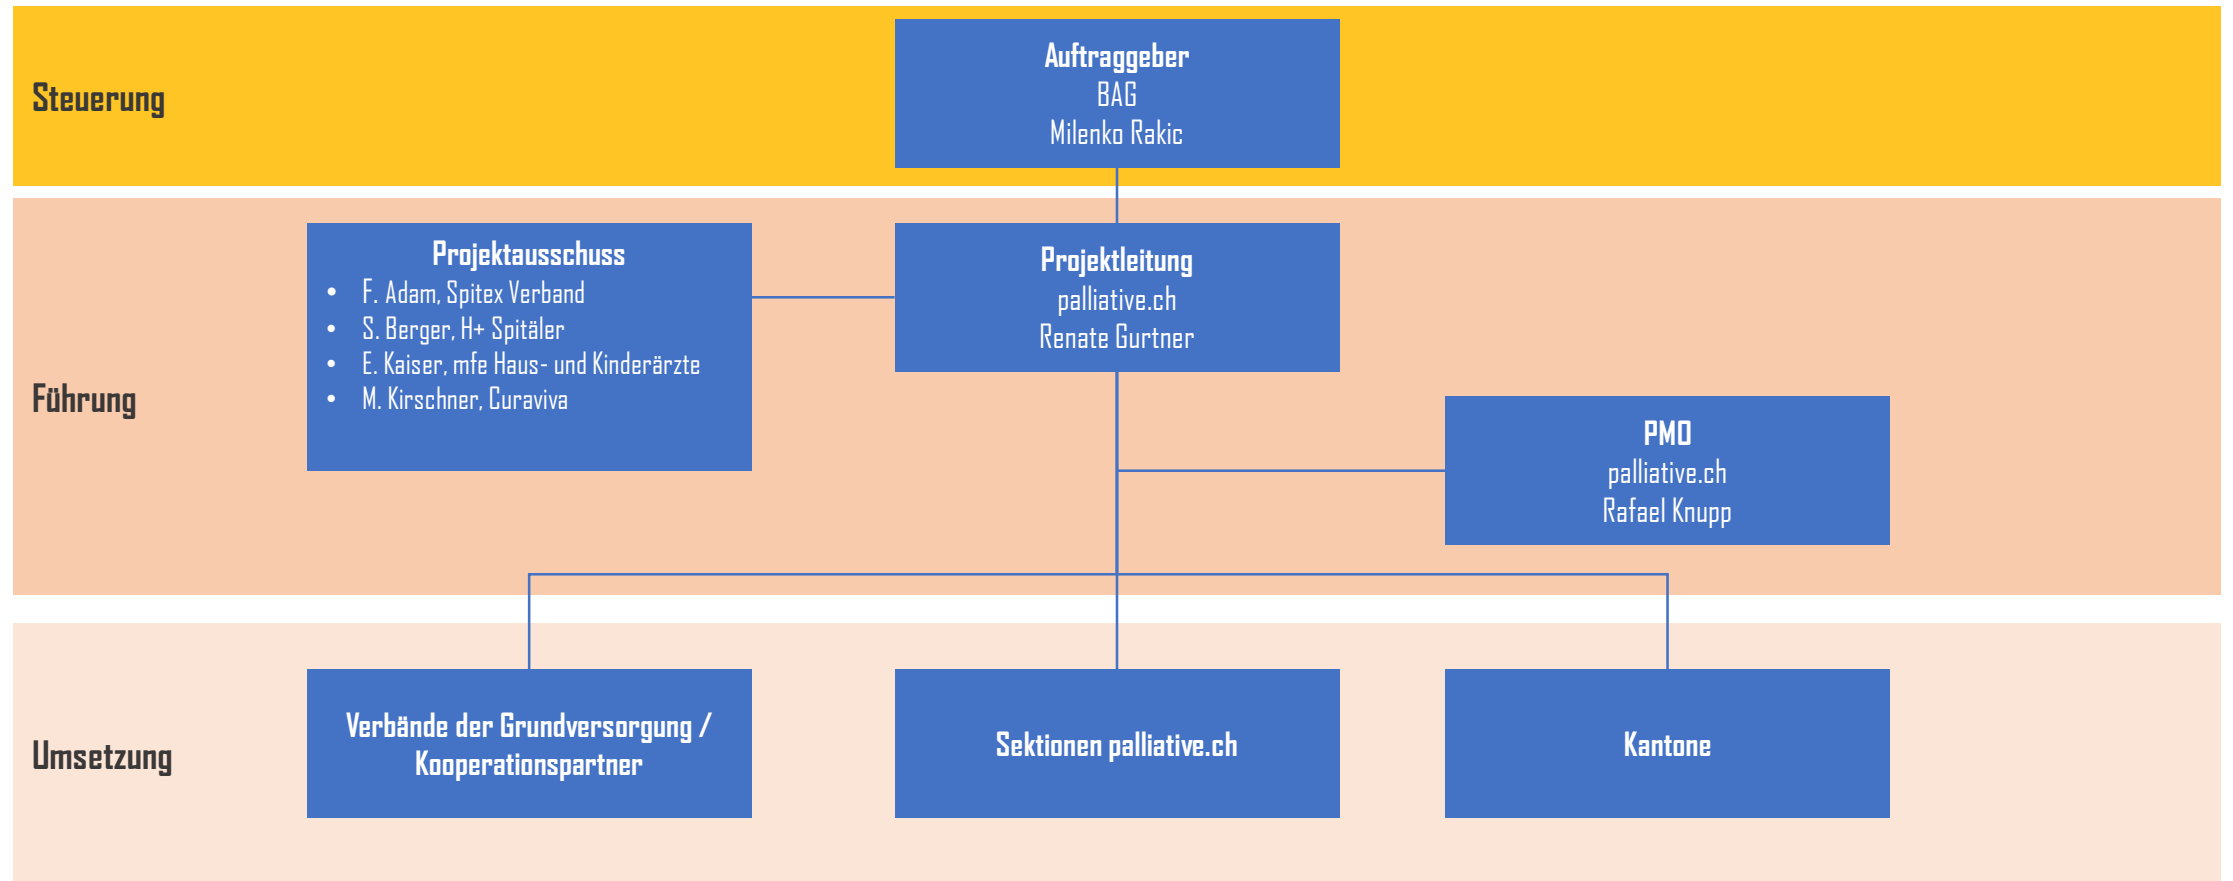 Steuerung
Auftraggeber
BAG
Milenko Rakic
Führung
Projektausschuss
• F. Adam, Spitex Verband
• S. Berger, H+ Spitäler
• E. Kaiser, mfe Haus- und Kinderärzte
• M. Kirschner, Curaviva
Projektleitung
palliative.ch
Renate Gurtner
PMO
palliative.ch
Rafael Knupp
Umsetzung
Verbände der Grundversorgung /
Kooperationspartner
Sektionen palliative.ch
Kantone